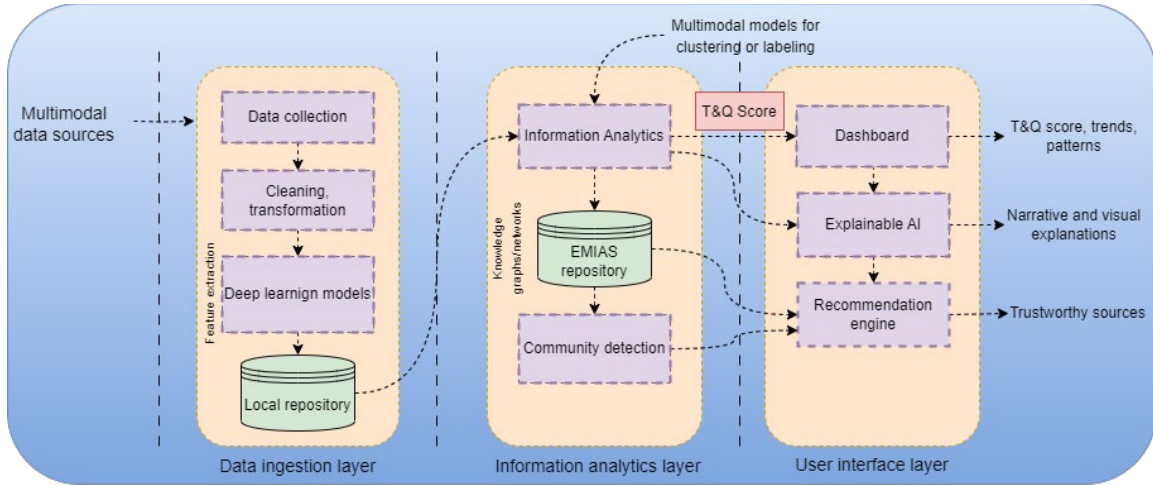 Multimodal models for
clustering or labeling
Multimodal
data sources
Data collection
Cleaning,
transformation
Deep learnign models
Local repository
Feature extraction
Data ingestion layer
Information Analytics
EMIAS
repository
Community detection
Knowledge
graphs/networks
Information analytics layer
T&Q Score
Dashboard
Explainable AI
Recommendation
engine
User interface layer
T&Q score, trends,
patterns
Narrative and visual
explanations
Trustworthy sources